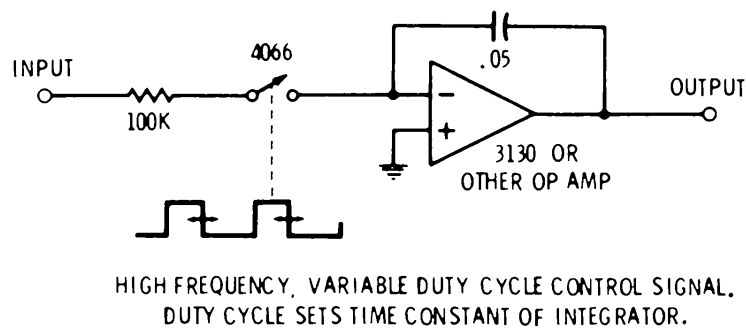 4066
.05
INPUT
OUTPUT
100K
−
+
3130 OR
OTHER OP AMP
HIGH FREQUENCY, VARIABLE DUTY CYCLE CONTROL SIGNAL.
DUTY CYCLE SETS TIME CONSTANT OF INTEGRATOR.